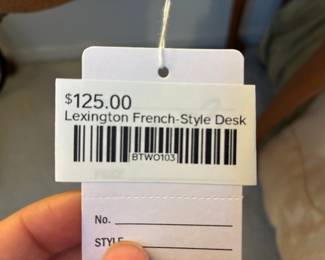 $125.00
Lexington French-Style Desk
BTWO103
No.
STYLE